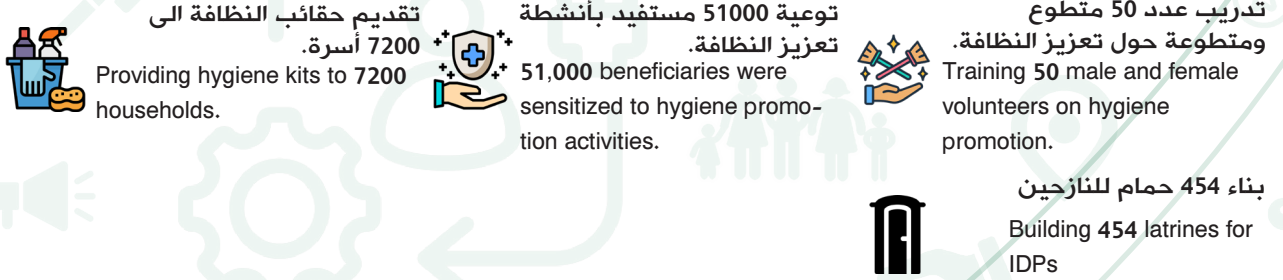 تدريب عدد 50 متطوع
ومتطوعة حول تعزيز النظافة.
Training 50 male and female
volunteers on hygiene
promotion.
توعية 51000 مستفيد بأنشطة
تعزيز النظافة.
51,000 beneficiaries were
sensitized to hygiene promo-
tion activities.
تقديم حقائب النظافة الى
7200 أسرة.
Providing hygiene kits to 7200
households.
بناء 454 حمام للنازحين
Building 454 latrines for
IDPs